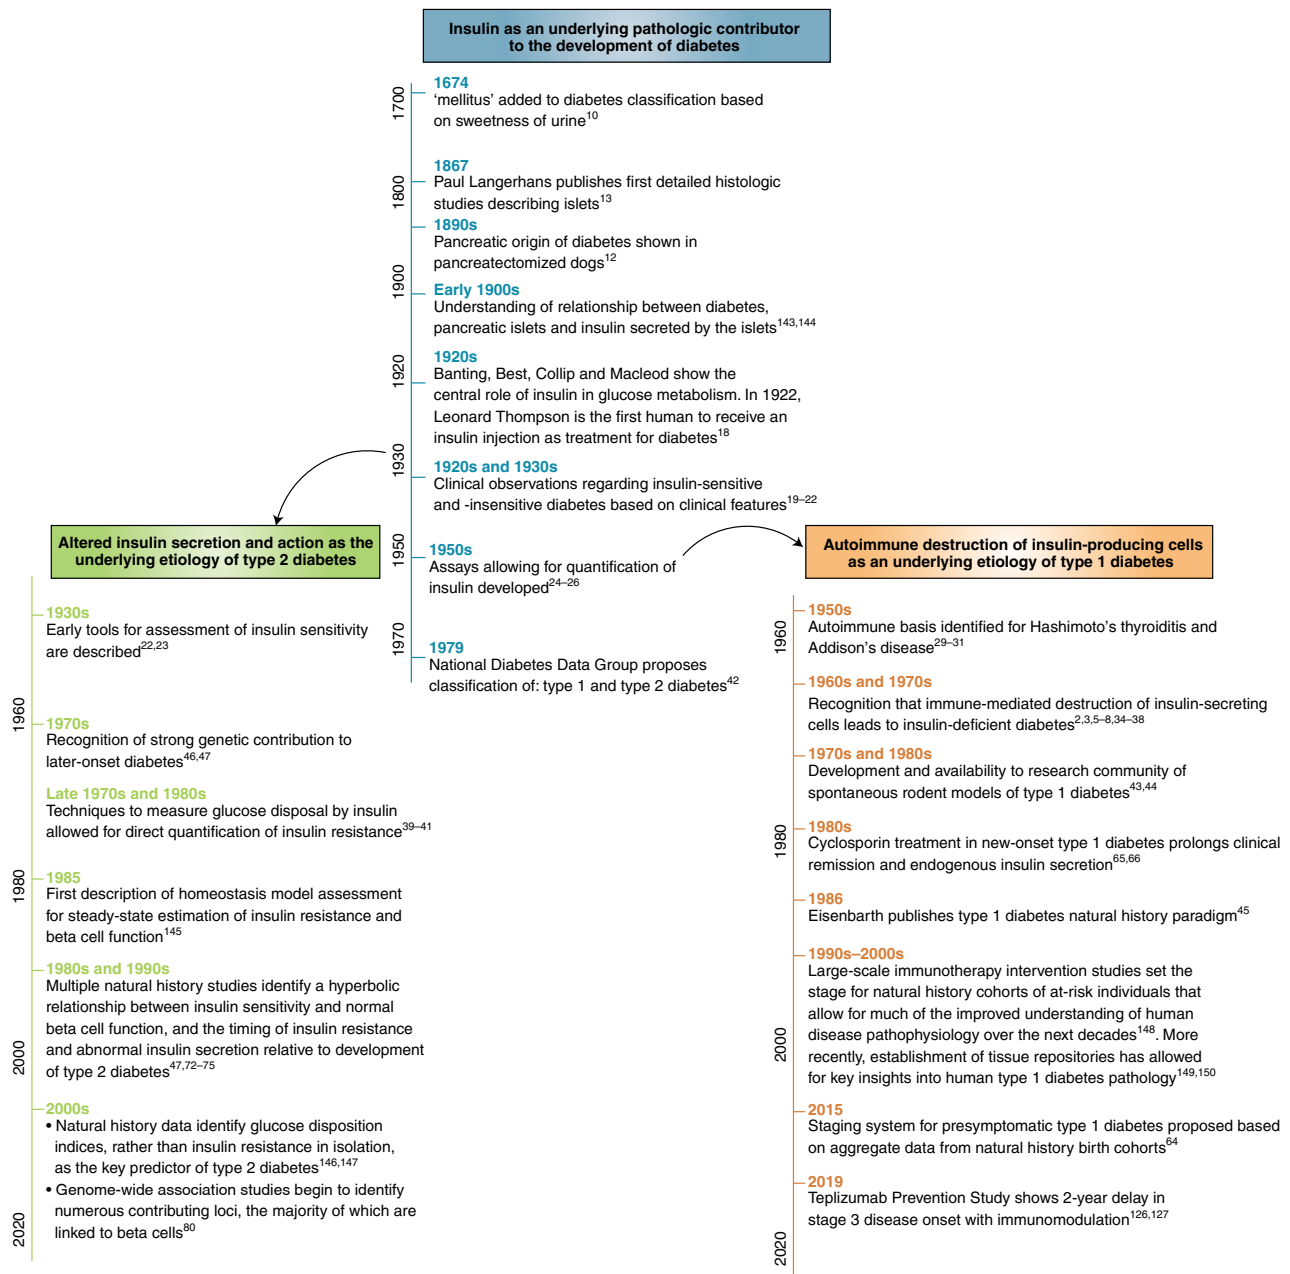 Insulin as an underlying pathologic contributor
to the development of diabetes
1700
1800
1900
1920
1930
1950
1970
1674
‘mellitus’ added to diabetes classification based
on sweetness of urine10
1867
Paul Langerhans publishes first detailed histologic
studies describing islets13
1890s
Pancreatic origin of diabetes shown in
pancreatectomized dogs12
Early 1900s
Understanding of relationship between diabetes,
pancreatic islets and insulin secreted by the islets143,144
1920s
Banting, Best, Collip and Macleod show the
central role of insulin in glucose metabolism. In 1922,
Leonard Thompson is the first human to receive an
insulin injection as treatment for diabetes18
1920s and 1930s
Clinical observations regarding insulin-sensitive
and -insensitive diabetes based on clinical features19–22
1950s
Assays allowing for quantification of
insulin developed24–26
1979
National Diabetes Data Group proposes
classification of: type 1 and type 2 diabetes42
Altered insulin secretion and action as the
underlying etiology of type 2 diabetes
1960
1980
2000
2020
1930s
Early tools for assessment of insulin sensitivity
are described22,23
1970s
Recognition of strong genetic contribution to
later-onset diabetes46,47
Late 1970s and 1980s
Techniques to measure glucose disposal by insulin
allowed for direct quantification of insulin resistance39–41
1985
First description of homeostasis model assessment
for steady-state estimation of insulin resistance and
beta cell function145
1980s and 1990s
Multiple natural history studies identify a hyperbolic
relationship between insulin sensitivity and normal
beta cell function, and the timing of insulin resistance
and abnormal insulin secretion relative to development
of type 2 diabetes47,72–75
2000s
• Natural history data identify glucose disposition
indices, rather than insulin resistance in isolation,
as the key predictor of type 2 diabetes146,147
• Genome-wide association studies begin to identify
numerous contributing loci, the majority of which are
linked to beta cells80
Autoimmune destruction of insulin-producing cells
as an underlying etiology of type 1 diabetes
1960
1980
2000
2020
1950s
Autoimmune basis identified for Hashimoto’s thyroiditis and
Addison’s disease29–31
1960s and 1970s
Recognition that immune-mediated destruction of insulin-secreting
cells leads to insulin-deficient diabetes2,3,5–8,34–38
1970s and 1980s
Development and availability to research community of
spontaneous rodent models of type 1 diabetes43,44
1980s
Cyclosporin treatment in new-onset type 1 diabetes prolongs clinical
remission and endogenous insulin secretion65,66
1986
Eisenbarth publishes type 1 diabetes natural history paradigm45
1990s–2000s
Large-scale immunotherapy intervention studies set the
stage for natural history cohorts of at-risk individuals that
allow for much of the improved understanding of human
disease pathophysiology over the next decades148. More
recently, establishment of tissue repositories has allowed
for key insights into human type 1 diabetes pathology149,150
2015
Staging system for presymptomatic type 1 diabetes proposed based
on aggregate data from natural history birth cohorts64
2019
Teplizumab Prevention Study shows 2-year delay in
stage 3 disease onset with immunomodulation126,127